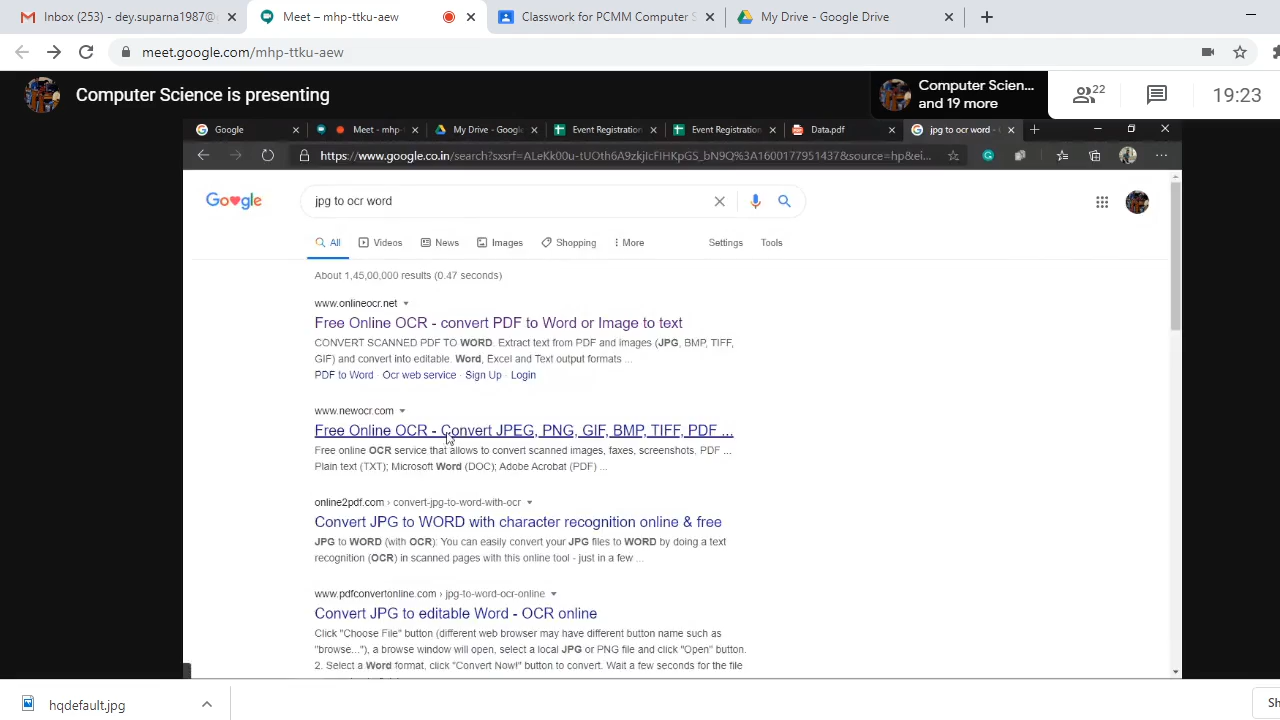 Inbox (253) - dey.suparna1987@
Meet – mhp-ttku-aew
Classwork for PCMM Computer S
My Drive - Google Drive
meet.google.com/mhp-ttku-aew
Computer Science is presenting
Computer Scien...
and 19 more
22
19:23
Google
Meet - mhp-
My Drive - Google
Event Registration
Event Registration
Data.pdf
jpg to ocr word -
https://www.google.co.in/search?sxsrf=ALeKk00u-tUOth6A9zkjIcFIHKpGS_bN9Q%3A1600177951437&source=hp&ei...
Google
jpg to ocr word
All
Videos
News
Images
Shopping
More
Settings
Tools
About 1,45,00,000 results (0.47 seconds)
www.onlineocr.net
Free Online OCR - convert PDF to Word or Image to text
CONVERT SCANNED PDF TO WORD. Extract text from PDF and images (JPG, BMP, TIFF,
GIF) and convert into editable. Word, Excel and Text output formats ...
PDF to Word · Ocr web service · Sign Up · Login
www.newocr.com
Free Online OCR - Convert JPEG, PNG, GIF, BMP, TIFF, PDF ...
Free online OCR service that allows to convert scanned images, faxes, screenshots, PDF ...
Plain text (TXT); Microsoft Word (DOC); Adobe Acrobat (PDF) ...
online2pdf.com › convert-jpg-to-word-with-ocr
Convert JPG to WORD with character recognition online & free
JPG to WORD (with OCR): You can easily convert your JPG files to WORD by doing a text
recognition (OCR) in scanned pages with this online tool - just in a few ...
www.pdfconvertonline.com › jpg-to-word-ocr-online
Convert JPG to editable Word - OCR online
Click "Choose File" button (different web browser may have different button name such as
"browse..."), a browse window will open, select a local JPG or PNG file and click "Open" button.
2. Select a Word format, click "Convert Now!" button to convert. Wait a few seconds for the file
hqdefault.jpg
Sh